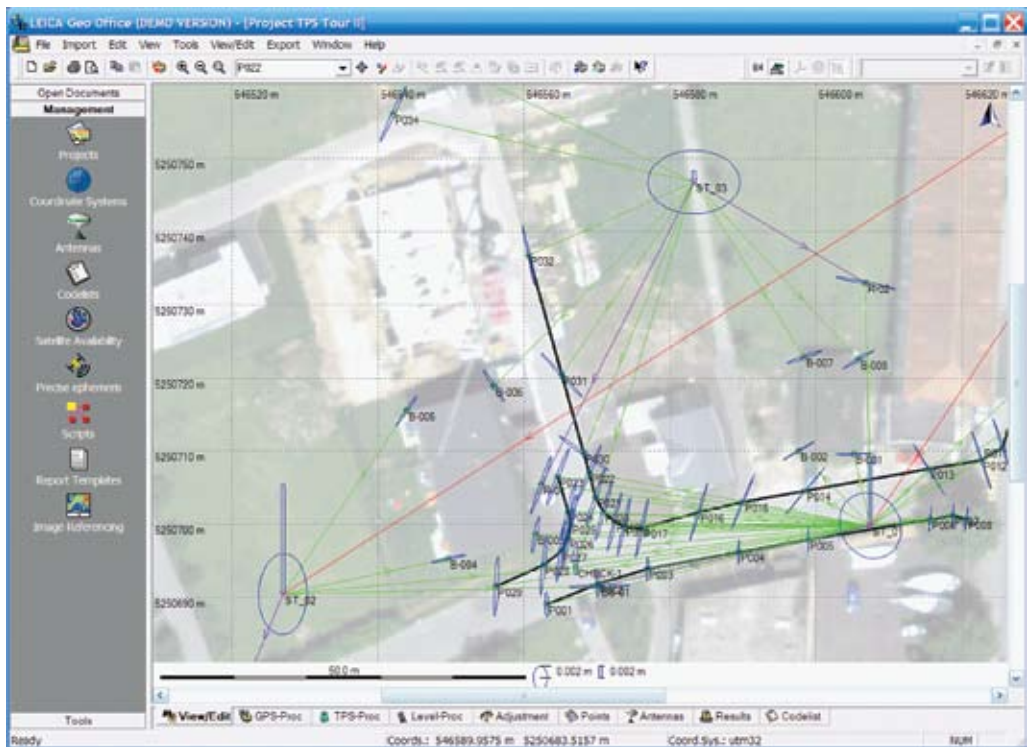 LEICA Geo Office (DEMO VERSION) - [Project TPS Tour II]
File Import Edit View Tools View/Edit Export Window Help
P022
Open Documents
Management
Projects
Coordinate Systems
Antennas
Codelists
Satellite Availability
Precise ephemeris
Scripts
Report Templates
Image Referencing
Tools
546520 m
546560 m
546580 m
546600 m
546620 m
5250750 m
5250740 m
5250730 m
5250720 m
5250710 m
5250700 m
5250690 m
P034
ST_03
P032
B-007
B-008
P031
B-006
B-002
B-001
P013
P012
P014
P015
P016
P017
P022
P023
P005
P004
P003
B-004
P029
P001
ST_02
50.0 m
0.002 m
0.002 m
View/Edit GPS-Proc TPS-Proc Level-Proc Adjustment Points Antennas Results Codelist
Ready
Coords.: 546589.9575 m 5250683.5157 m
Coord.Sys.: utm32
NUM